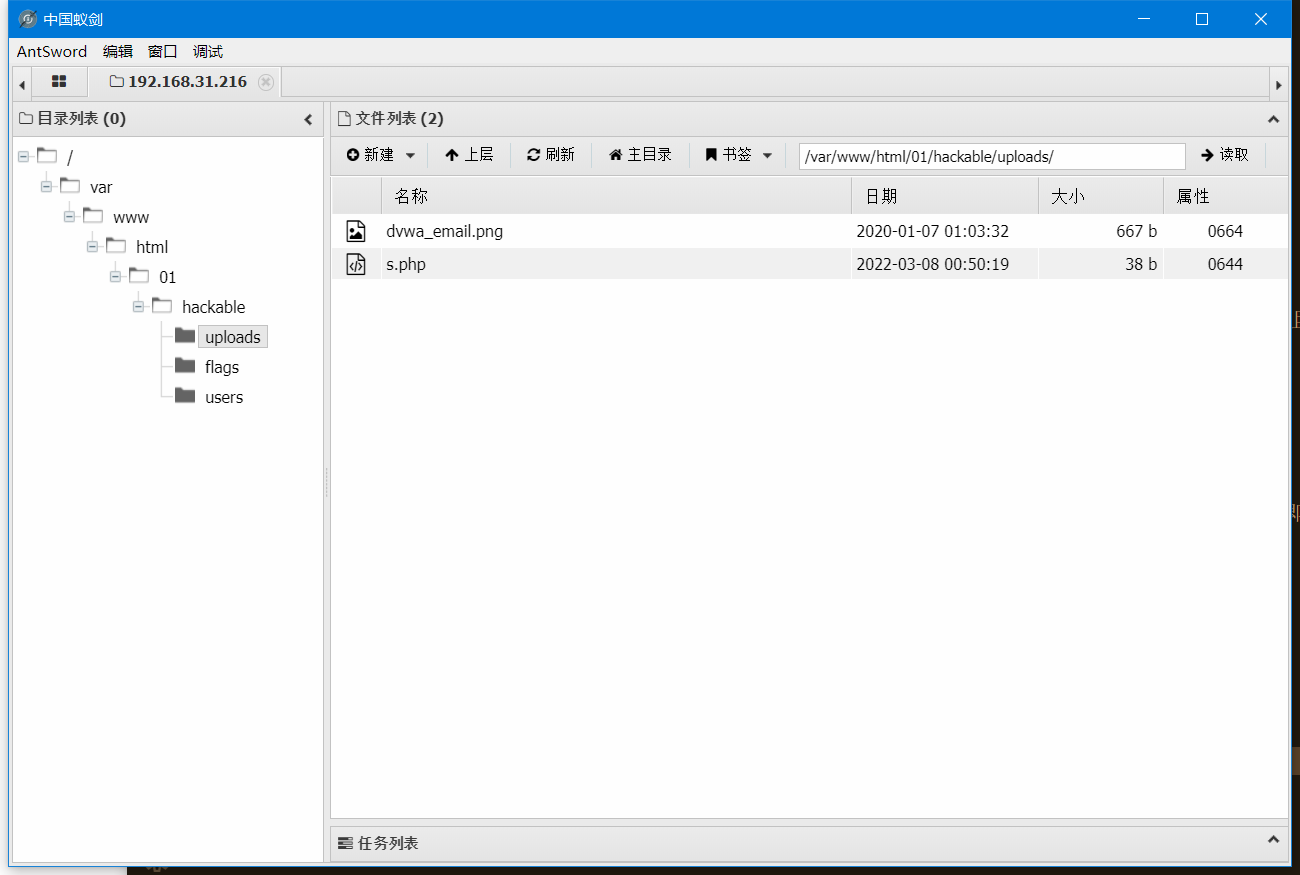 中国蚁剑
AntSword 编辑 窗口 调试
192.168.31.216
目录列表 (0)
/
var
www
html
01
hackable
uploads
flags
users
文件列表 (2)
新建 上层 刷新 主目录 书签 /var/www/html/01/hackable/uploads/ 读取
名称 日期 大小 属性
dvwa_email.png 2020-01-07 01:03:32 667 b 0664
s.php 2022-03-08 00:50:19 38 b 0644
任务列表